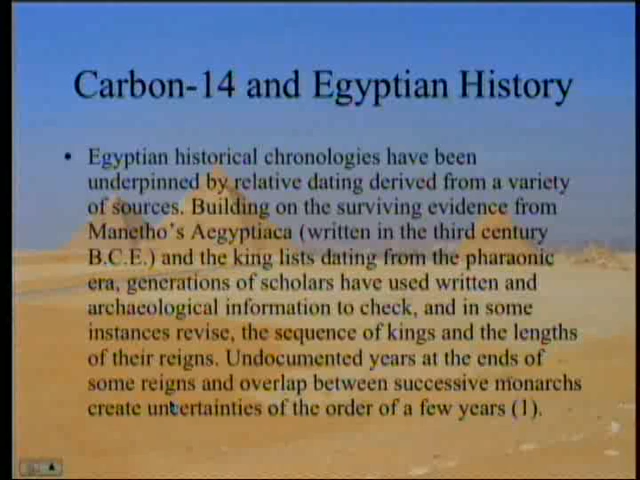 Carbon-14 and Egyptian History
• Egyptian historical chronologies have been
underpinned by relative dating derived from a variety
of sources. Building on the surviving evidence from
Manetho's Aegyptiaca (written in the third century
B.C.E.) and the king lists dating from the pharaonic
era, generations of scholars have used written and
archaeological information to check, and in some
instances revise, the sequence of kings and the lengths
of their reigns. Undocumented years at the ends of
some reigns and overlap between successive monarchs
create uncertainties of the order of a few years (1).